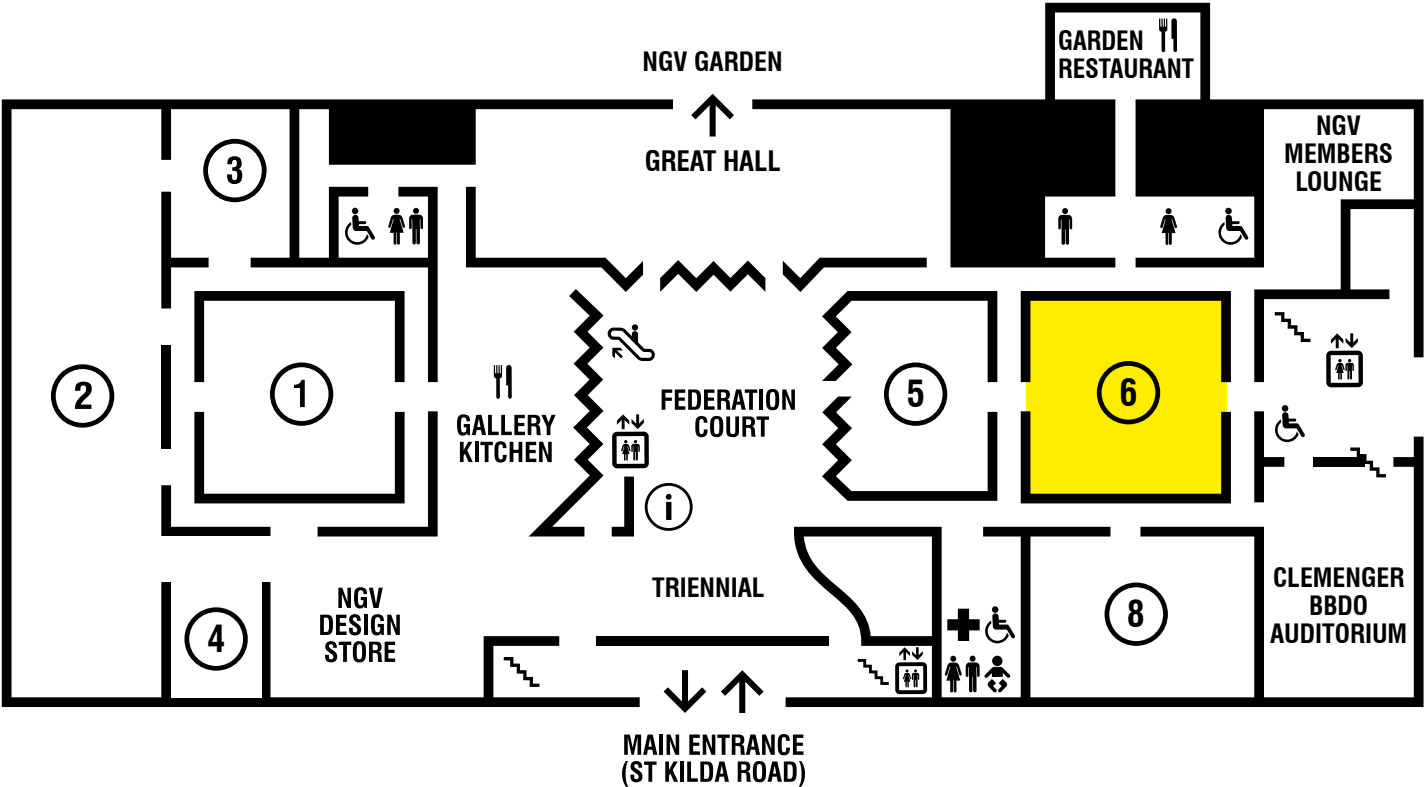 GARDEN
RESTAURANT
NGV GARDEN
GREAT HALL
NGV
MEMBERS
LOUNGE
3
2
1
GALLERY
KITCHEN
FEDERATION
COURT
5
6
i
TRIENNIAL
4
NGV
DESIGN
STORE
8
CLEMENGER
BBDO
AUDITORIUM
MAIN ENTRANCE
(ST KILDA ROAD)